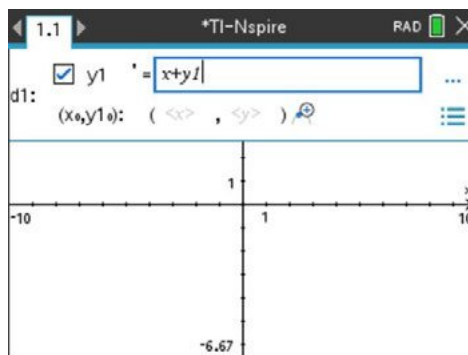 1.1 *TI-Nspire RAD
y1 '= x+y1 ...
d1:
(x₀,y1₀): ( <x> , <y> )
1
x
-10 1 10
-6.67